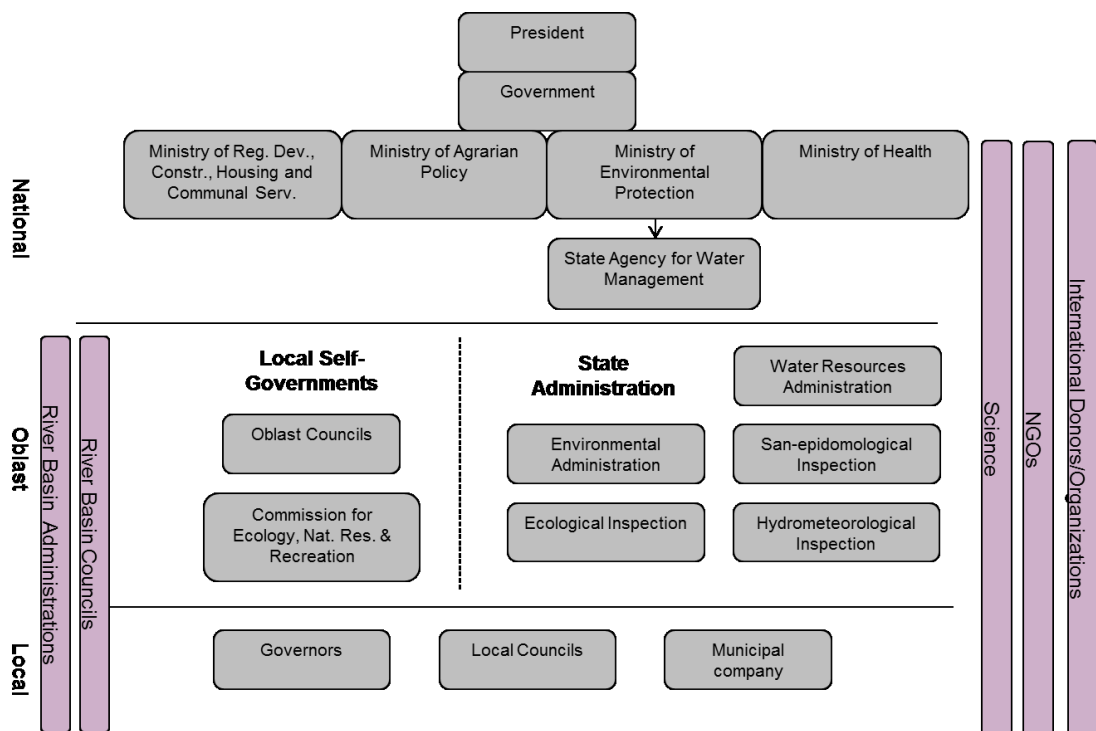 President
Government
Ministry of Reg. Dev.,
Constr., Housing and
Communal Serv.
Ministry of Agrarian
Policy
Ministry of
Environmental
Protection
Ministry of Health
National
State Agency for Water
Management
Local Self-
Governments
State
Administration
Water Resources
Administration
Oblast Councils
Environmental
Administration
San-epidomological
Inspection
Commission for
Ecology, Nat. Res. &
Recreation
Ecological Inspection
Hydrometeorological
Inspection
Oblast
River Basin Administrations
River Basin Councils
Science
NGOs
International Donors/Organizations
Local
Governors
Local Councils
Municipal
company